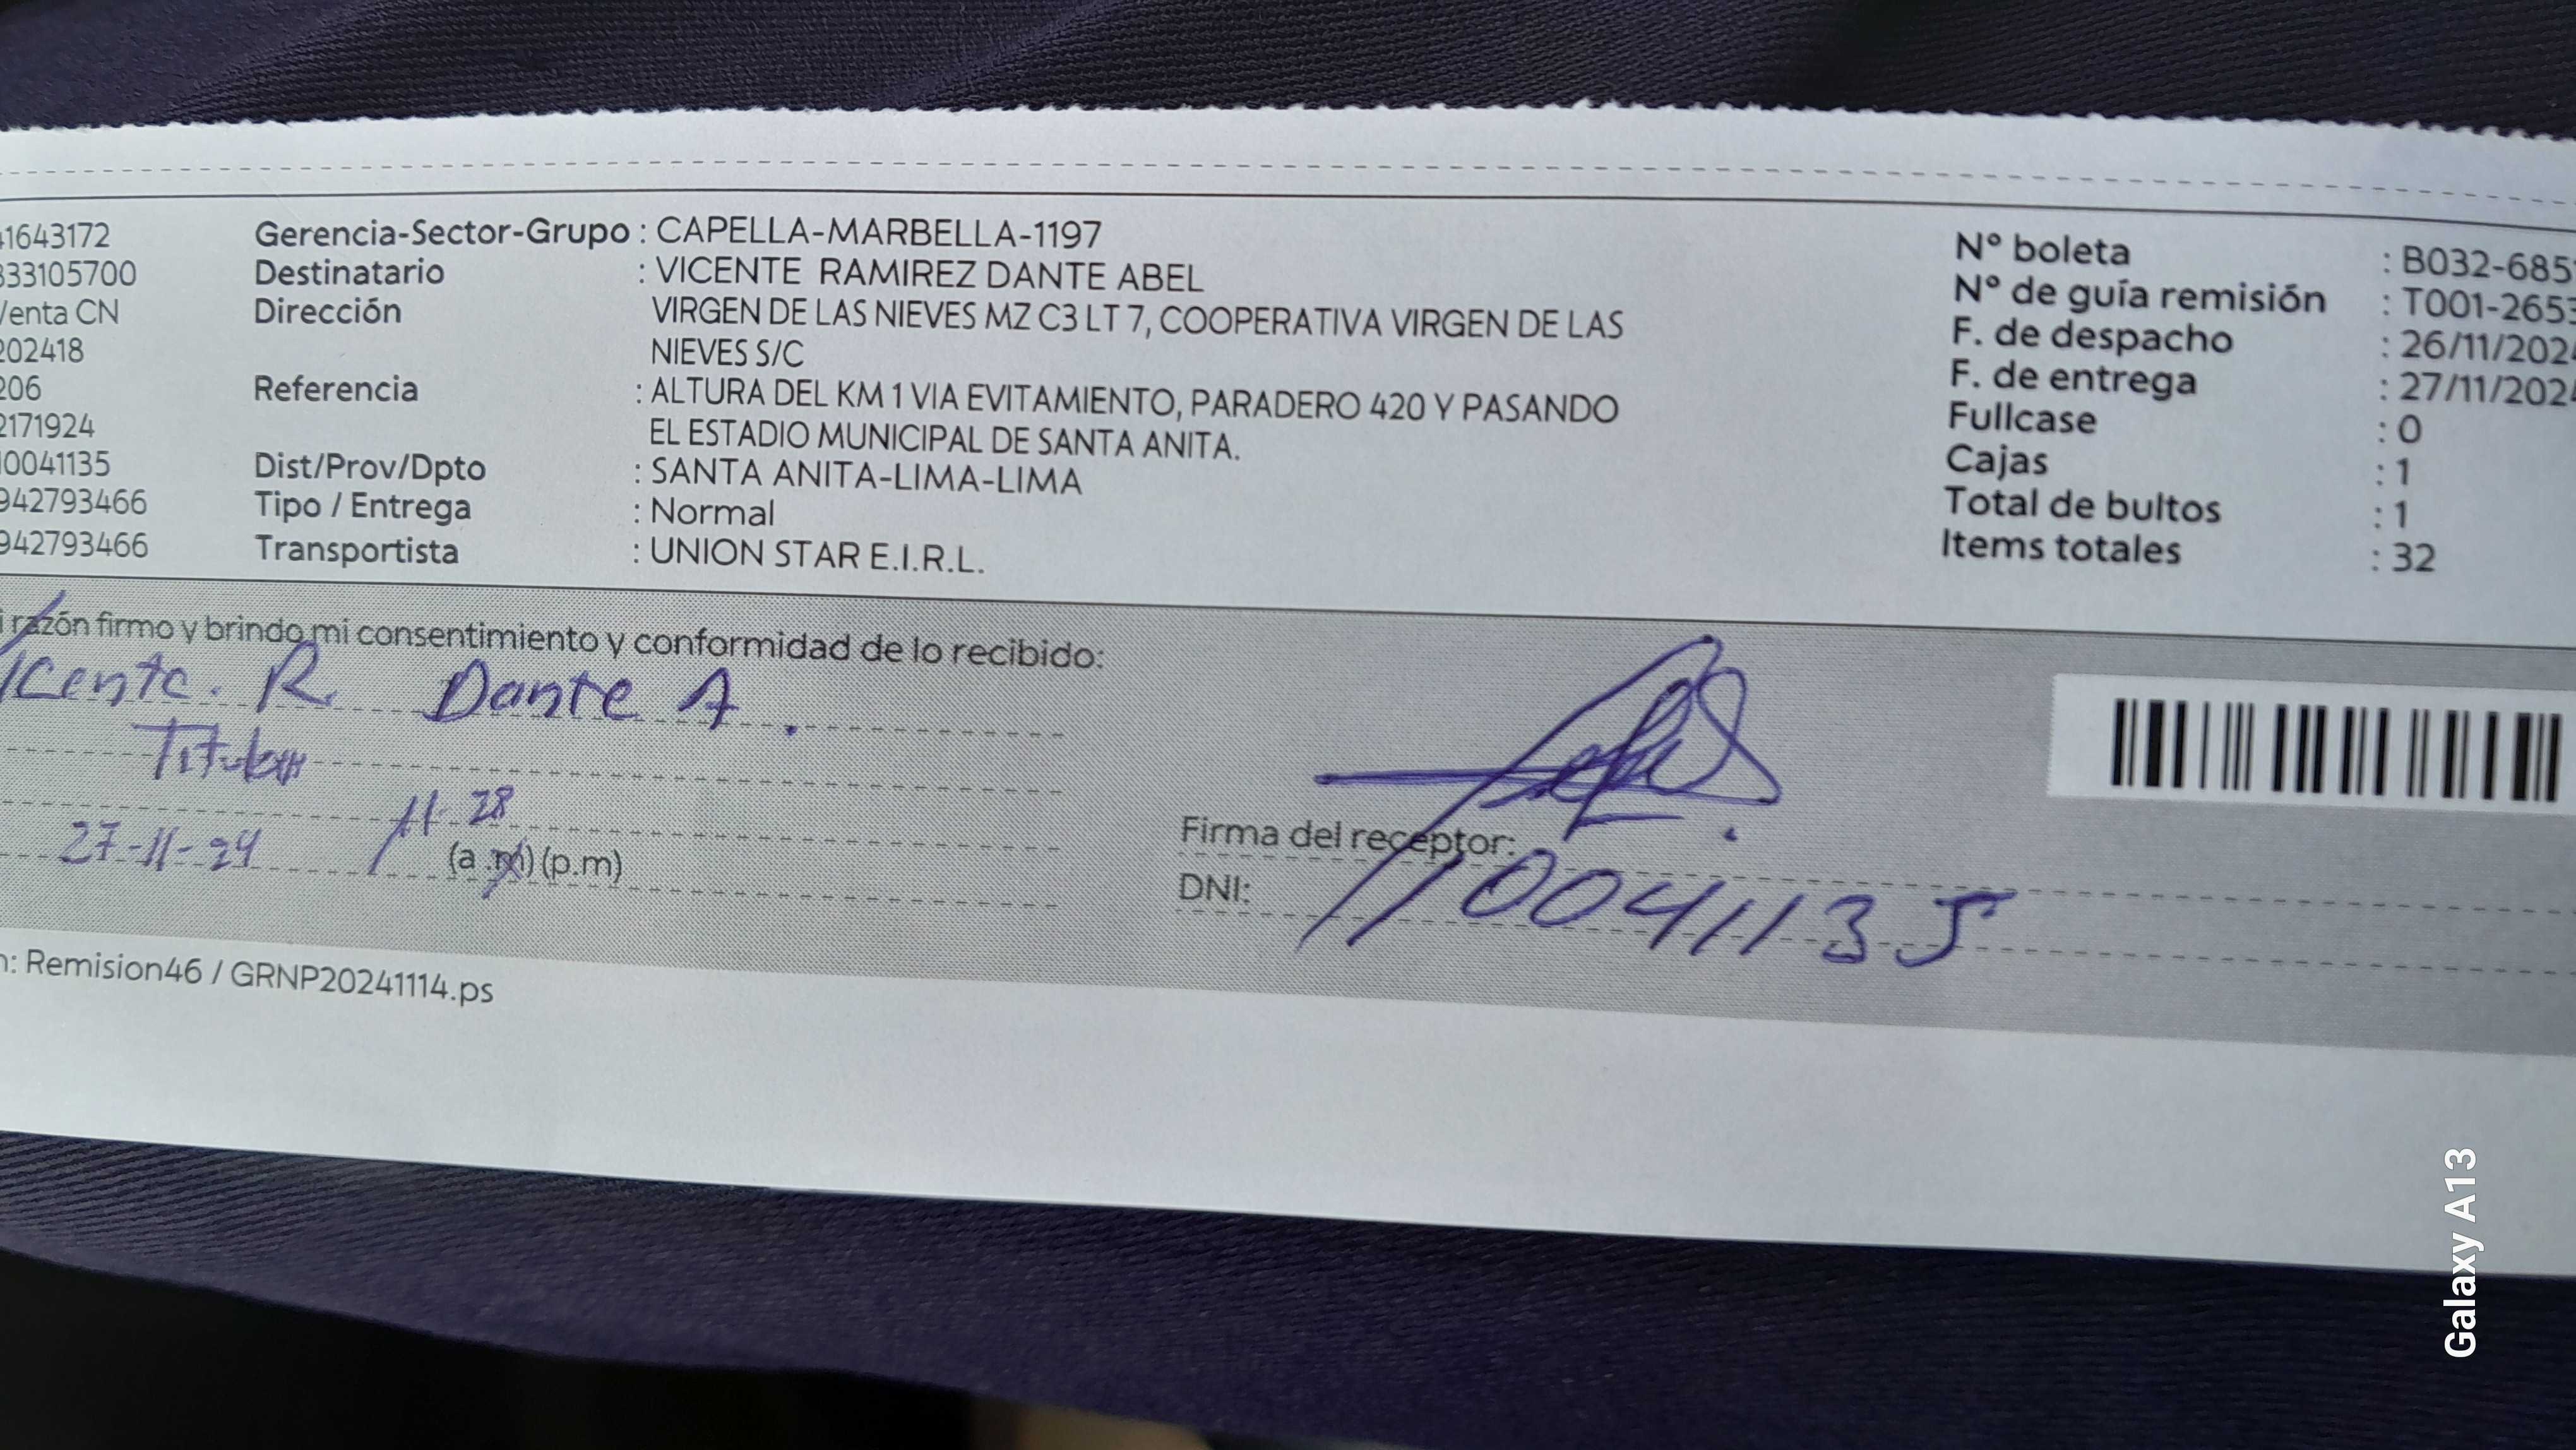 41643172 Gerencia-Sector-Grupo : CAPELLA-MARBELLA-1197
333105700 Destinatario : VICENTE RAMIREZ DANTE ABEL
Venta CN Dirección VIRGEN DE LAS NIEVES MZ C3 LT 7, COOPERATIVA VIRGEN DE LAS
202418 NIEVES S/C
206 Referencia : ALTURA DEL KM 1 VIA EVITAMIENTO, PARADERO 420 Y PASANDO
2171924 EL ESTADIO MUNICIPAL DE SANTA ANITA.
10041135 Dist/Prov/Dpto : SANTA ANITA-LIMA-LIMA
942793466 Tipo / Entrega : Normal
942793466 Transportista : UNION STAR E.I.R.L.
Nº boleta : B032-685
Nº de guía remisión : T001-2653
F. de despacho : 26/11/202
F. de entrega : 27/11/202
Fullcase : 0
Cajas : 1
Total de bultos : 1
Items totales : 32
i razón firmo y brindo mi consentimiento y conformidad de lo recibido:
icente. R. Dante A.
Titular
27-11-24 / 11-28
(a.m) (p.m)
Firma del receptor:
DNI: 10041135
n: Remision46 / GRNP20241114.ps
Galaxy A13